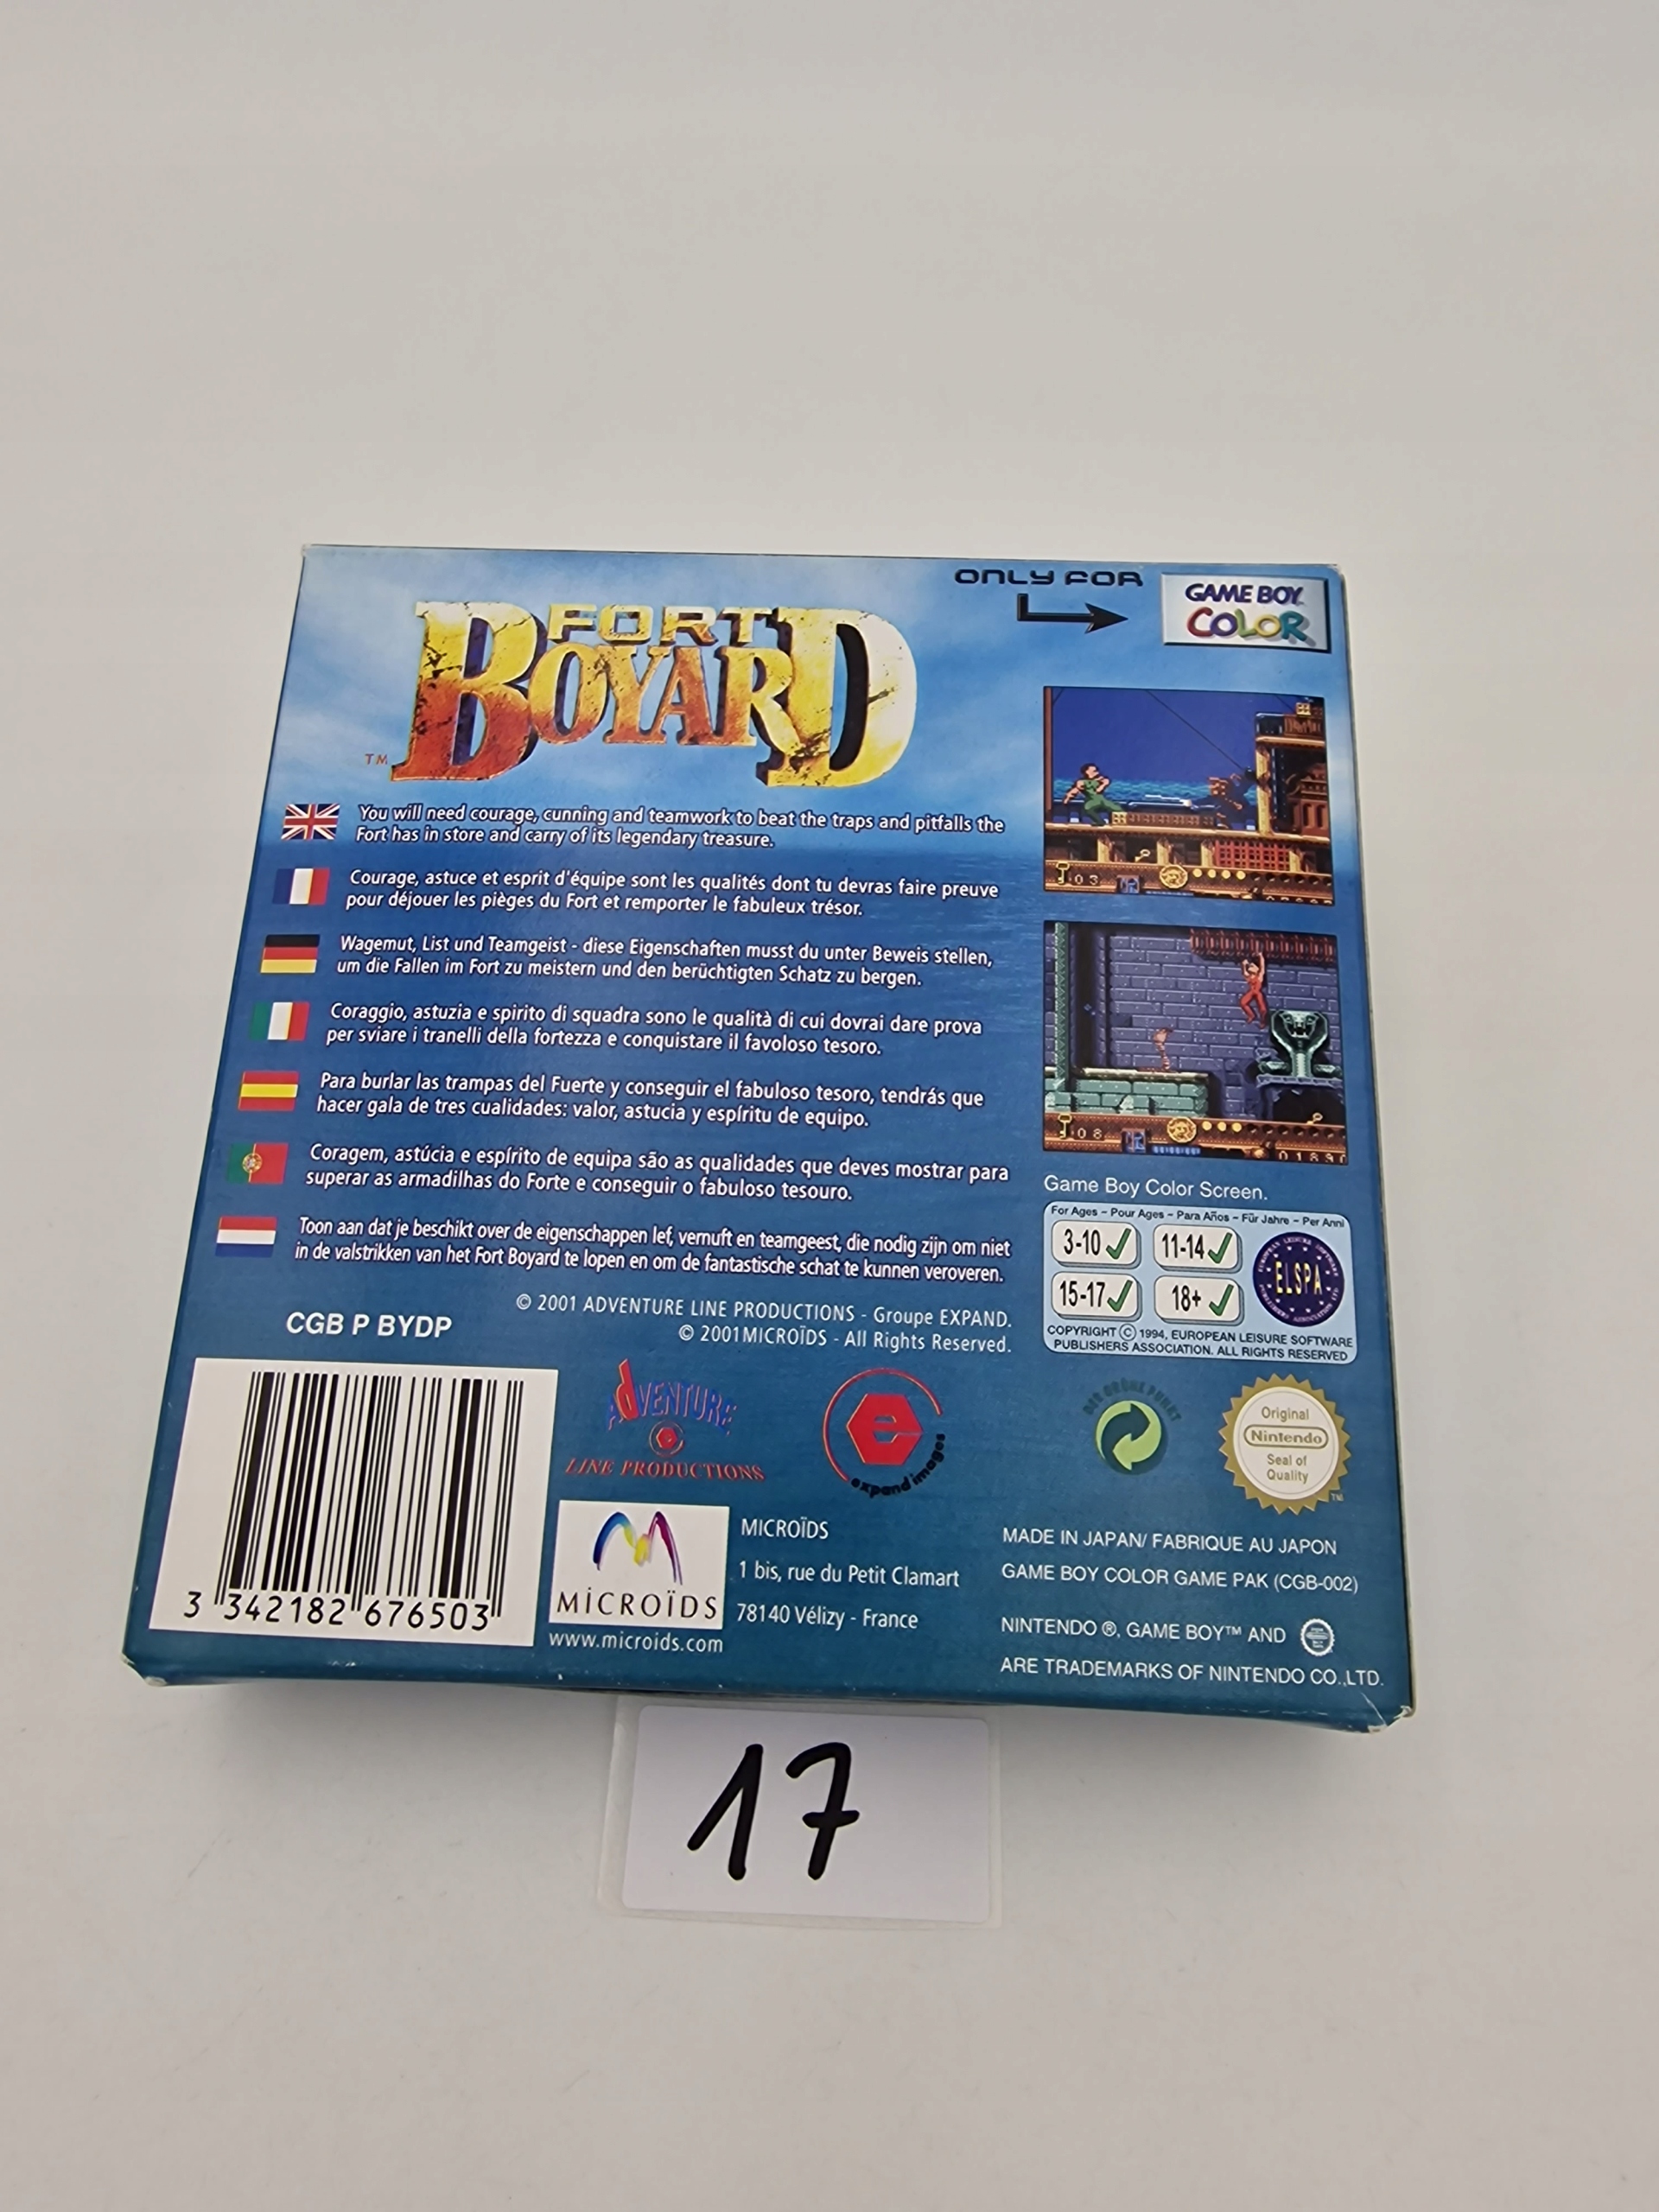 ONLY FOR
GAME BOY
COLOR
FORT
BOYARD
TM
You will need courage, cunning and teamwork to beat the traps and pitfalls the
Fort has in store and carry of its legendary treasure.
Courage, astuce et esprit d'équipe sont les qualités dont tu devras faire preuve
pour déjouer les pièges du Fort et remporter le fabuleux trésor.
Wagemut, List und Teamgeist - diese Eigenschaften musst du unter Beweis stellen,
um die Fallen im Fort zu meistern und den berüchtigten Schatz zu bergen.
Coraggio, astuzia e spirito di squadra sono le qualità di cui dovrai dare prova
per sviare i tranelli della fortezza e conquistare il favoloso tesoro.
Para burlar las trampas del Fuerte y conseguir el fabuloso tesoro, tendrás que
hacer gala de tres cualidades: valor, astucia y espíritu de equipo.
Coragem, astúcia e espírito de equipa são as qualidades que deves mostrar para
superar as armadilhas do Forte e conseguir o fabuloso tesouro.
Toon aan dat je beschikt over de eigenschappen lef, vernuft en teamgeest, die nodig zijn om niet
in de valstrikken van het Fort Boyard te lopen en om de fantastische schat te kunnen veroveren.
© 2001 ADVENTURE LINE PRODUCTIONS - Groupe EXPAND.
© 2001MICROÏDS - All Rights Reserved.
CGB P BYDP
03
08
Game Boy Color Screen.
For Ages - Pour Ages - Para Años - Für Jahre - Per Anni
3-10
11-14
15-17
18+
ELSPA
COPYRIGHT © 1994, EUROPEAN LEISURE SOFTWARE
PUBLISHERS ASSOCIATION. ALL RIGHTS RESERVED
3 342182 676503
ADVENTURE
LINE PRODUCTIONS
e
expand images
DER GRÜNE PUNKT
Original
Nintendo
Seal of
Quality
TM
MICROÏDS
www.microids.com
MICROÏDS
1 bis, rue du Petit Clamart
78140 Vélizy - France
MADE IN JAPAN/ FABRIQUE AU JAPON
GAME BOY COLOR GAME PAK (CGB-002)
NINTENDO ®, GAME BOY™ AND
ARE TRADEMARKS OF NINTENDO CO.,LTD.
17